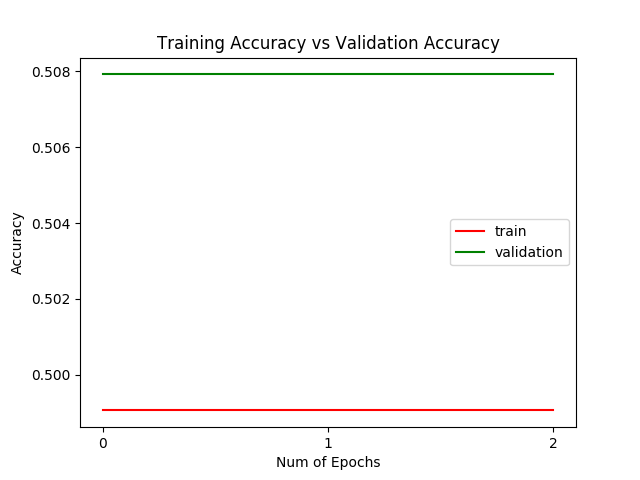 Training Accuracy vs Validation Accuracy
0.508
0.506
0.504
0.502
0.500
Accuracy
train
validation
0 1 2
Num of Epochs